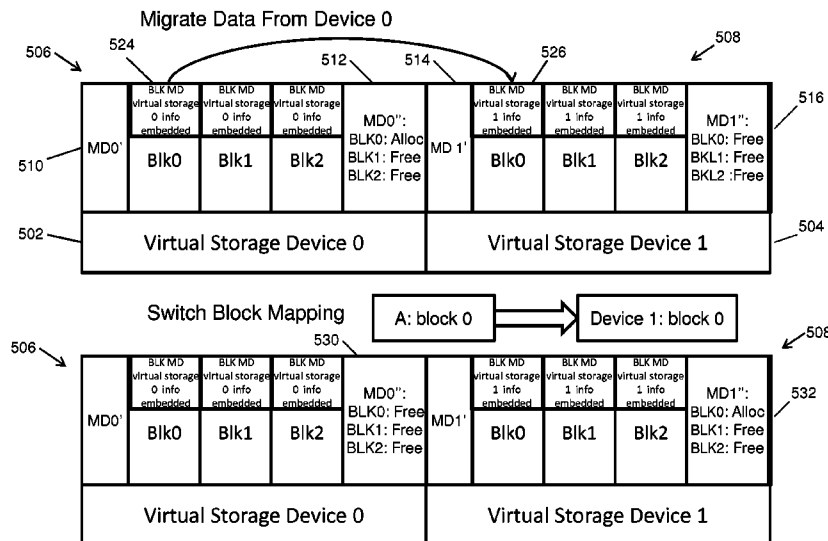 Migrate Data From Device 0
506
524
512
514
526
508
516
510
502
504
MD0'
BLK MD
virtual storage
0 info
embedded
Blk0
BLK MD
virtual storage
0 info
embedded
Blk1
BLK MD
virtual storage
0 info
embedded
Blk2
MD0":
BLK0: Alloc
BLK1: Free
BLK2: Free
MD 1'
BLK MD
virtual storage
1 info
embedded
Blk0
BLK MD
virtual storage
1 info
embedded
Blk1
BLK MD
virtual storage
1 info
embedded
Blk2
MD1":
BLK0: Free
BKL1: Free
BKL2 :Free
Virtual Storage Device 0
Virtual Storage Device 1
Switch Block Mapping
A: block 0
Device 1: block 0
506
530
508
532
MD0'
BLK MD
virtual storage
0 info
embedded
Blk0
BLK MD
virtual storage
0 info
embedded
Blk1
BLK MD
virtual storage
0 info
embedded
Blk2
MD0":
BLK0: Free
BLK1: Free
BLK2: Free
MD1'
BLK MD
virtual storage
1 info
embedded
Blk0
BLK MD
virtual storage
1 info
embedded
Blk1
BLK MD
virtual storage
1 info
embedded
Blk2
MD1":
BLK0: Alloc
BLK1: Free
BLK2: Free
Virtual Storage Device 0
Virtual Storage Device 1